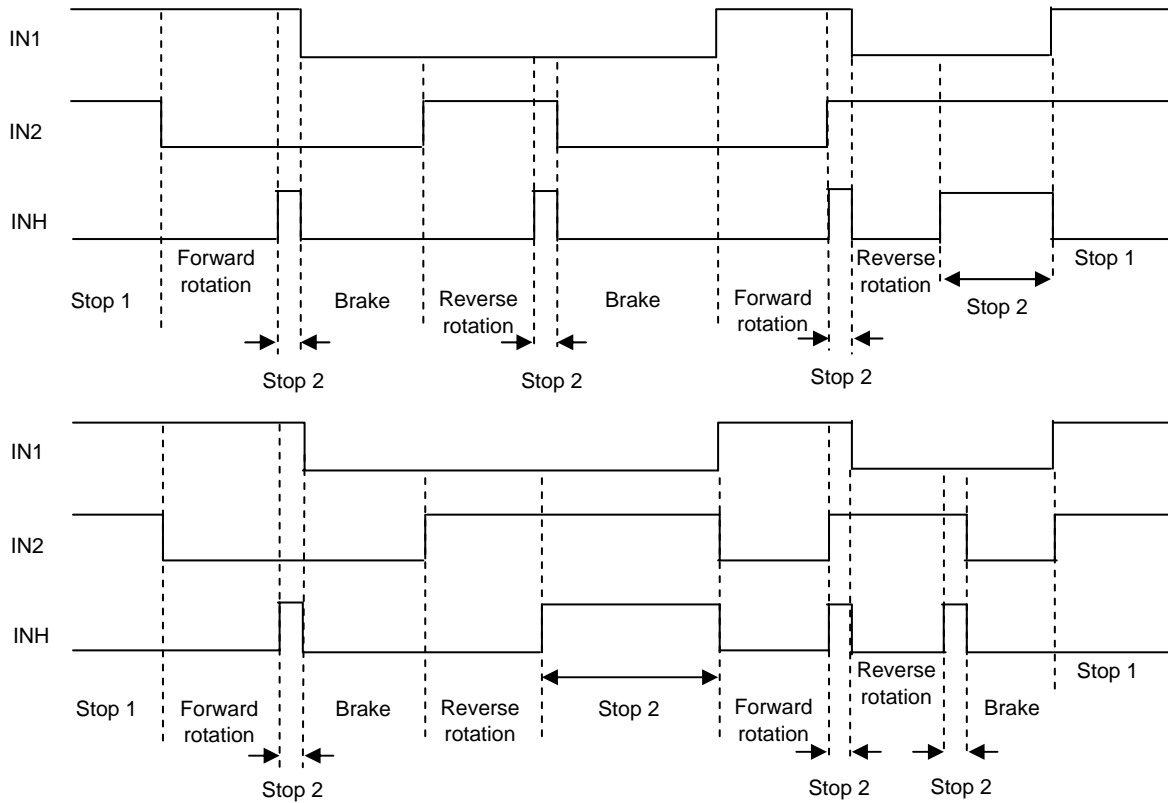 IN1
IN2
INH
Forward
rotation
Reverse
rotation
Stop 1
Stop 1
Brake
Reverse
rotation
Brake
Forward
rotation
Stop 2
Stop 2
Stop 2
Stop 2
IN1
IN2
INH
Reverse
rotation
Stop 1
Stop 1
Forward
rotation
Brake
Reverse
rotation
Stop 2
Forward
rotation
Brake
Stop 2
Stop 2
Stop 2